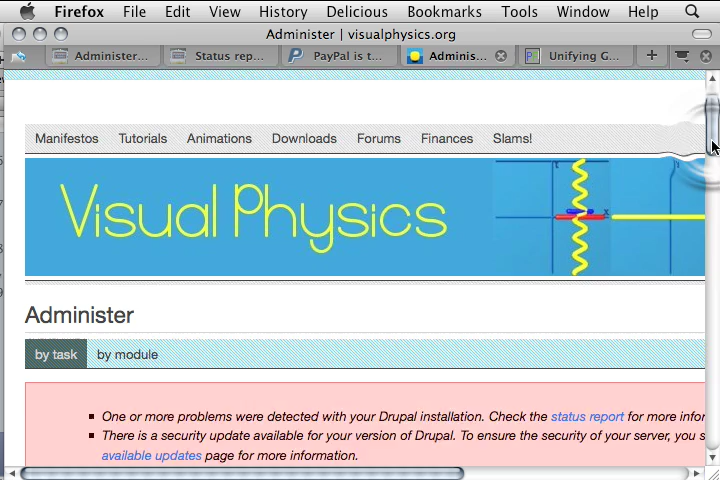 Firefox File Edit View History Delicious Bookmarks Tools Window Help
Administer | visualphysics.org
Administer... Status rep... PayPal is t... Adminis... Unifying G...
Manifestos Tutorials Animations Downloads Forums Finances Slams!
Visual Physics
Administer
by task by module
One or more problems were detected with your Drupal installation. Check the status report for more infor
There is a security update available for your version of Drupal. To ensure the security of your server, you s
available updates page for more information.